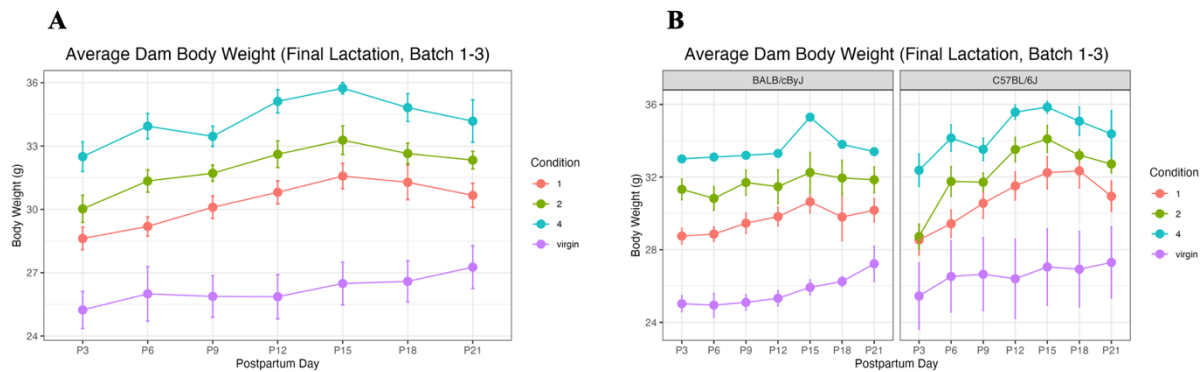 A
Average Dam Body Weight (Final Lactation, Batch 1-3)
36
33
30
27
24
Body Weight (g)
P3 P6 P9 P12 P15 P18 P21
Postpartum Day
Condition
1
2
4
virgin
B
Average Dam Body Weight (Final Lactation, Batch 1-3)
BALB/cByJ C57BL/6J
36
32
28
24
Body Weight (g)
P3 P6 P9 P12 P15 P18 P21 P3 P6 P9 P12 P15 P18 P21
Postpartum Day
Condition
1
2
4
virgin